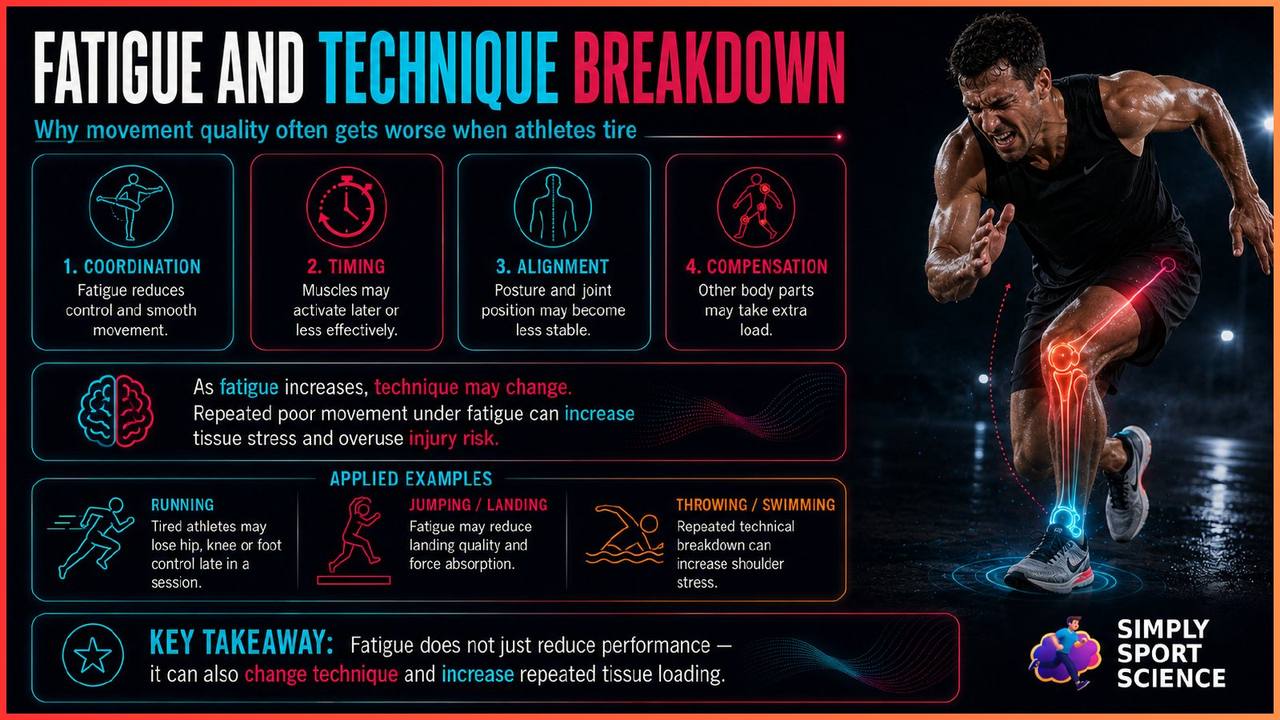 FATIGUE AND TECHNIQUE BREAKDOWN
Why movement quality often gets worse when athletes tire
1. COORDINATION
Fatigue reduces
control and smooth
movement.
2. TIMING
Muscles may
activate later or
less effectively.
3. ALIGNMENT
Posture and joint
position may become
less stable.
4. COMPENSATION
Other body parts
may take extra
load.
As fatigue increases, technique may change.
Repeated poor movement under fatigue can increase
tissue stress and overuse injury risk.
APPLIED EXAMPLES
RUNNING
Tired athletes may
lose hip, knee or foot
control late in a
session.
JUMPING / LANDING
Fatigue may reduce
landing quality and
force absorption.
THROWING / SWIMMING
Repeated technical
breakdown can
increase shoulder
stress.
KEY TAKEAWAY: Fatigue does not just reduce performance —
it can also change technique and increase repeated tissue loading.
SIMPLY
SPORT
SCIENCE